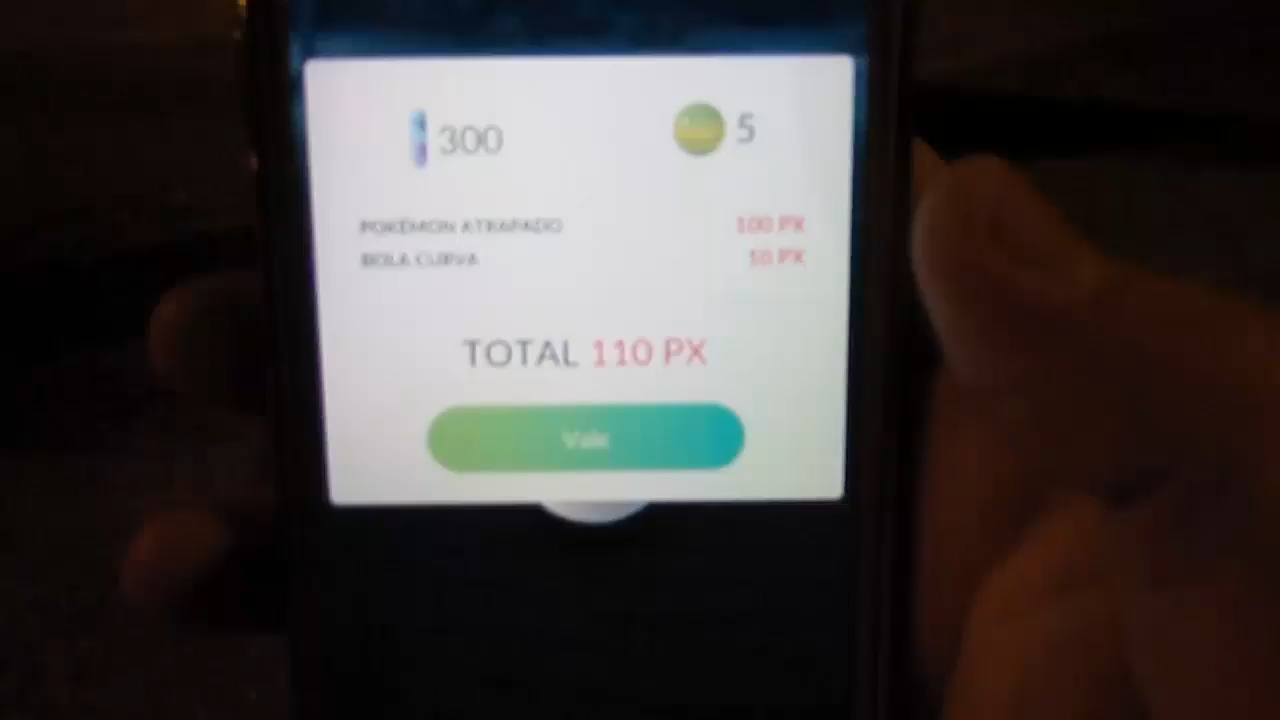 300
5
POKÉMON ATRAPADO
100 PX
BOLA CURVA
10 PX
TOTAL 110 PX
Vale